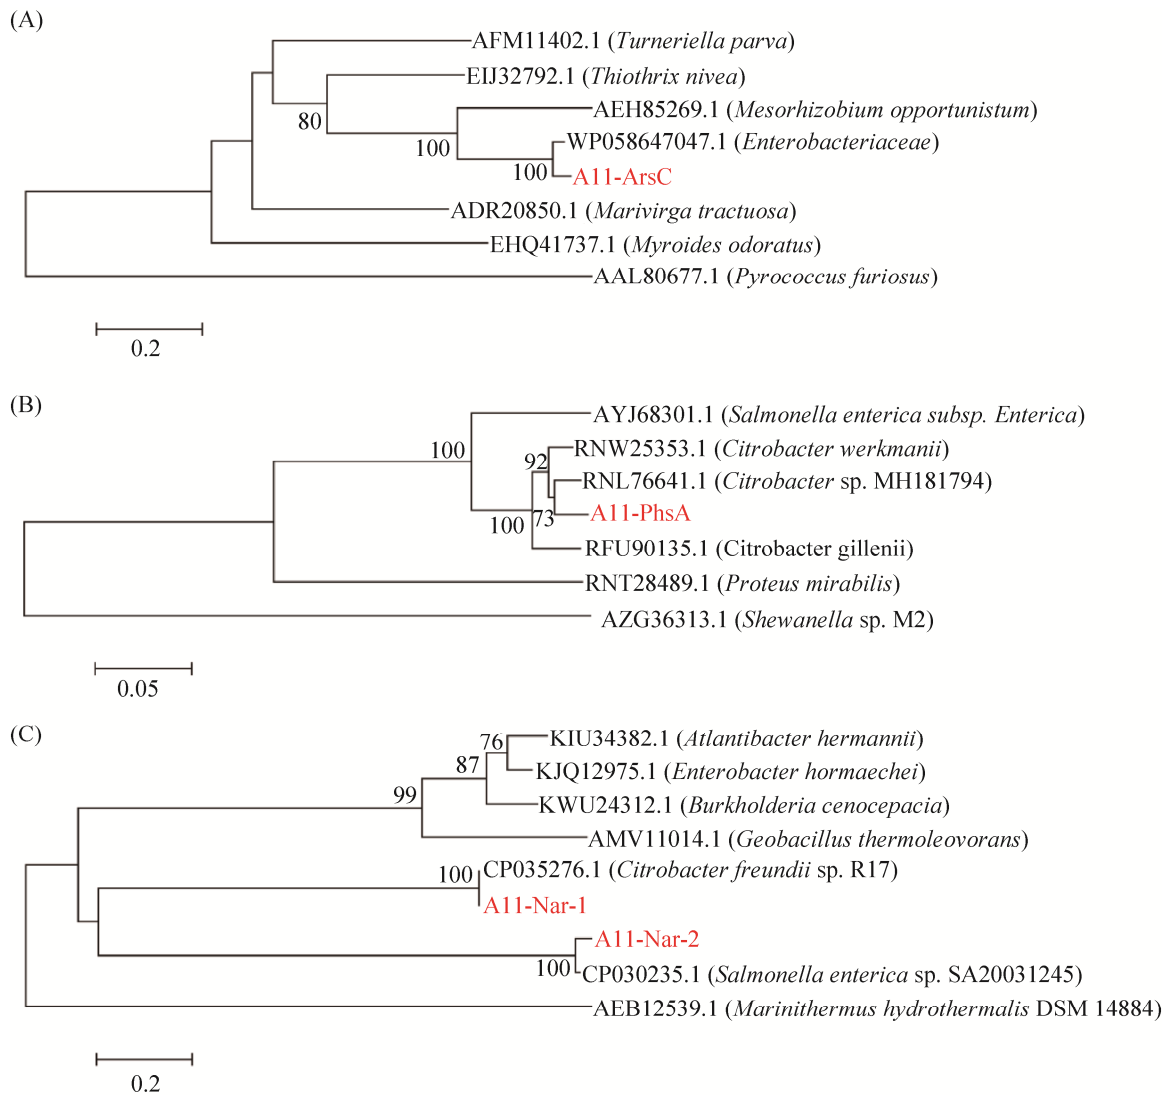 (A)
AFM11402.1 (Turneriella parva)
EIJ32792.1 (Thiothrix nivea)
80
AEH85269.1 (Mesorhizobium opportunistum)
100
WP058647047.1 (Enterobacteriaceae)
100
A11-ArsC
ADR20850.1 (Marivirga tractuosa)
EHQ41737.1 (Myroides odoratus)
AAL80677.1 (Pyrococcus furiosus)
0.2
(B)
AYJ68301.1 (Salmonella enterica subsp. Enterica)
100
RNW25353.1 (Citrobacter werkmanii)
92
RNL76641.1 (Citrobacter sp. MH181794)
100
73
A11-PhsA
RFU90135.1 (Citrobacter gillenii)
RNT28489.1 (Proteus mirabilis)
AZG36313.1 (Shewanella sp. M2)
0.05
(C)
76
KIU34382.1 (Atlantibacter hermannii)
87
KJQ12975.1 (Enterobacter hormaechei)
99
KWU24312.1 (Burkholderia cenocepacia)
AMV11014.1 (Geobacillus thermoleovorans)
100
CP035276.1 (Citrobacter freundii sp. R17)
A11-Nar-1
A11-Nar-2
100
CP030235.1 (Salmonella enterica sp. SA20031245)
AEB12539.1 (Marinithermus hydrothermalis DSM 14884)
0.2